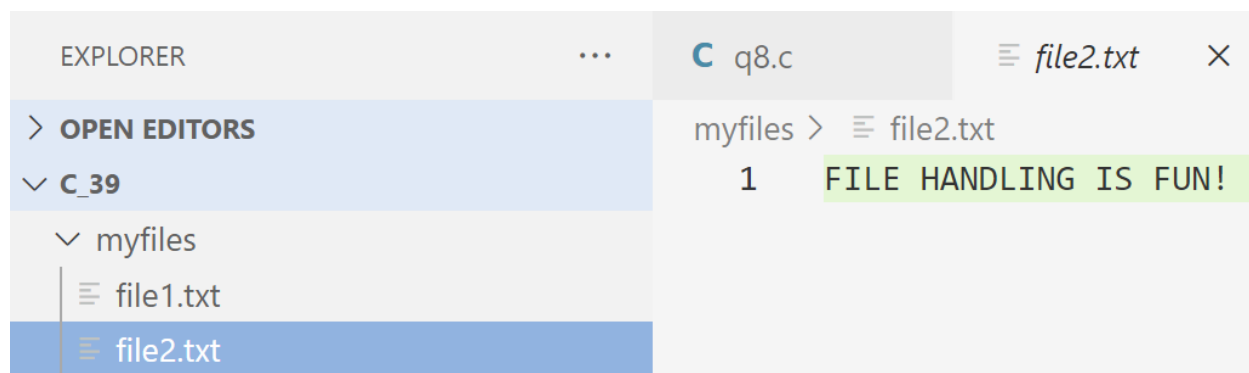 EXPLORER ...
C q8.c
file2.txt ×
> OPEN EDITORS
C_39
myfiles
file1.txt
file2.txt
myfiles > file2.txt
1 FILE HANDLING IS FUN!